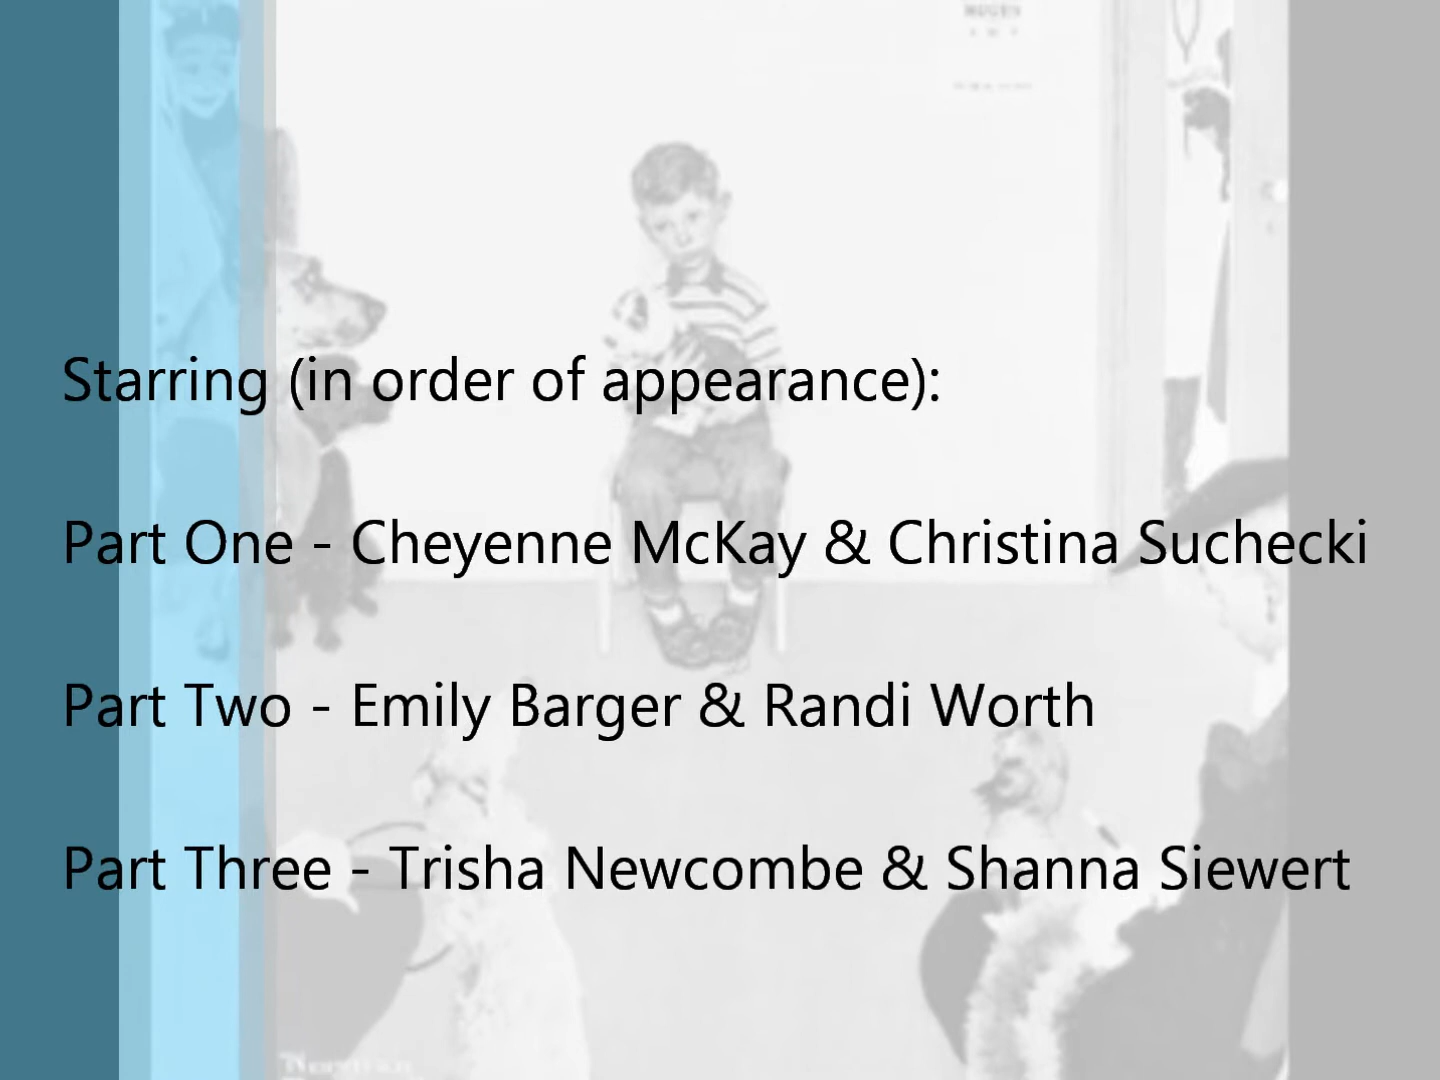 Starring (in order of appearance):
Part One - Cheyenne McKay & Christina Suchecki
Part Two - Emily Barger & Randi Worth
Part Three - Trisha Newcombe & Shanna Siewert
Norman